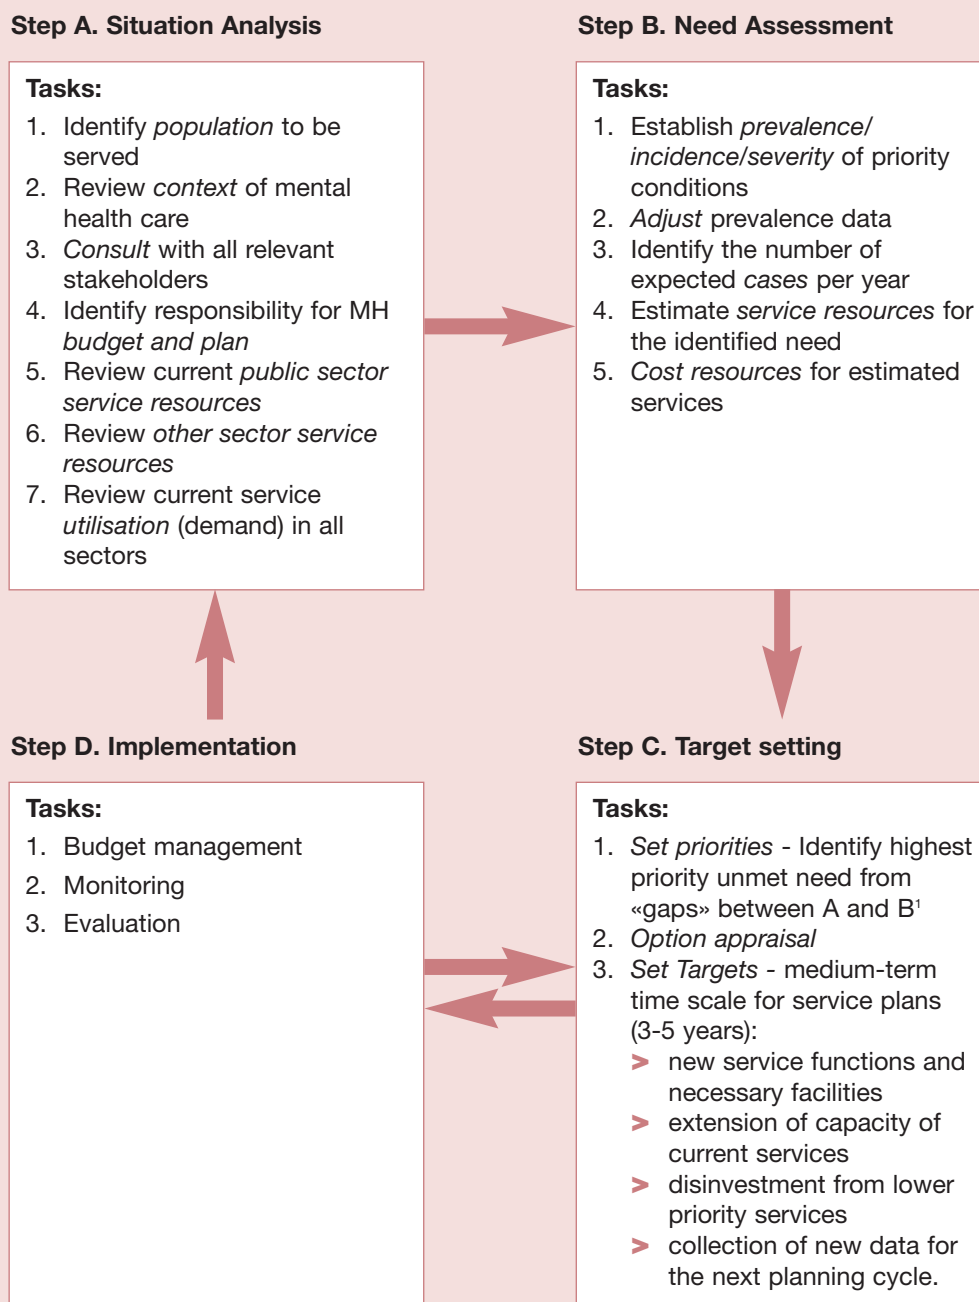 Step A. Situation Analysis
Tasks:
1. Identify population to be
served
2. Review context of mental
health care
3. Consult with all relevant
stakeholders
4. Identify responsibility for MH
budget and plan
5. Review current public sector
service resources
6. Review other sector service
resources
7. Review current service
utilisation (demand) in all
sectors
Step B. Need Assessment
Tasks:
1. Establish prevalence/
incidence/severity of priority
conditions
2. Adjust prevalence data
3. Identify the number of
expected cases per year
4. Estimate service resources for
the identified need
5. Cost resources for estimated
services
Step D. Implementation
Tasks:
1. Budget management
2. Monitoring
3. Evaluation
Step C. Target setting
Tasks:
1. Set priorities - Identify highest
priority unmet need from
«gaps» between A and B¹
2. Option appraisal
3. Set Targets - medium-term
time scale for service plans
(3-5 years):
> new service functions and
necessary facilities
> extension of capacity of
current services
> disinvestment from lower
priority services
> collection of new data for
the next planning cycle.